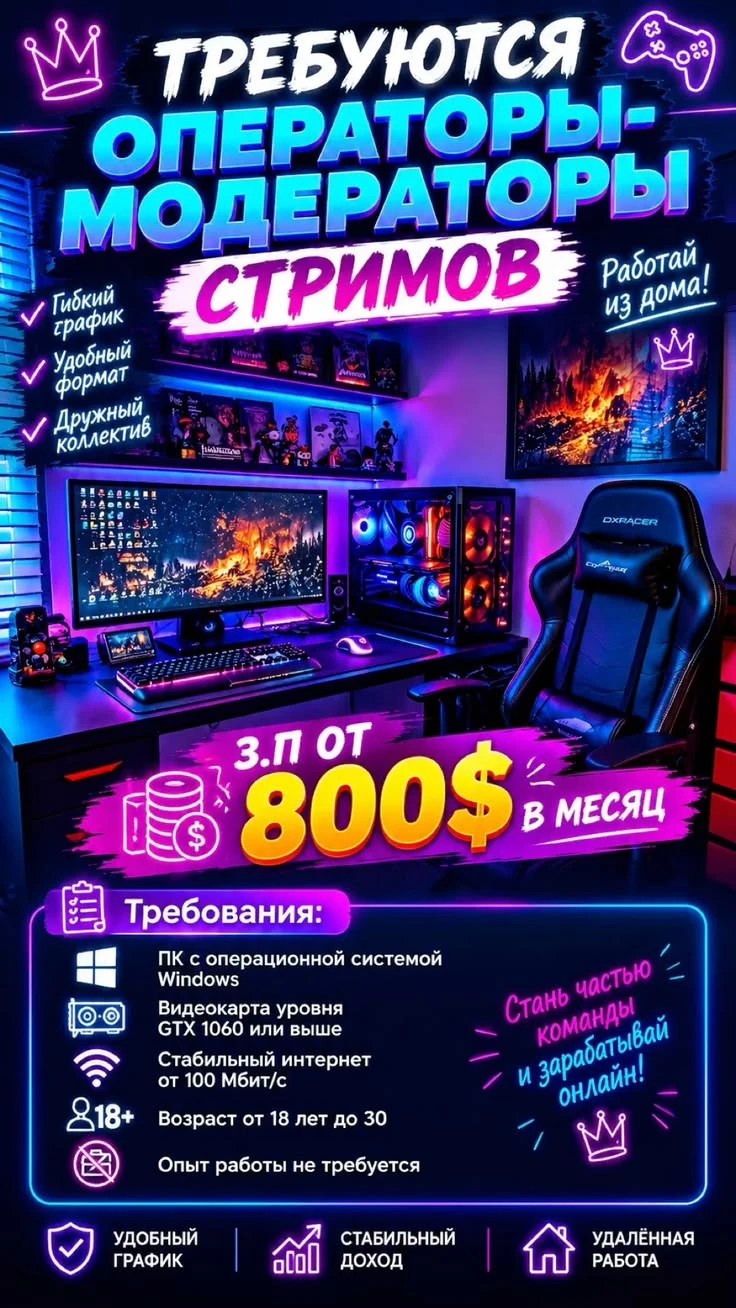 ТРЕБУЮТСЯ
ОПЕРАТОРЫ-
МОДЕРАТОРЫ
СТРИМОВ
Работай
из дома!
Гибкий
график
Удобный
формат
Дружный
коллектив
DXRACER
З.П ОТ
800$
В МЕСЯЦ
Требования:
ПК с операционной системой
Windows
Видеокарта уровня
GTX 1060 или выше
Стабильный интернет
от 100 Мбит/с
18+
Возраст от 18 лет до 30
Опыт работы не требуется
Стань частью
команды
и зарабатывай
онлайн!
УДОБНЫЙ
ГРАФИК
СТАБИЛЬНЫЙ
ДОХОД
УДАЛЁННАЯ
РАБОТА